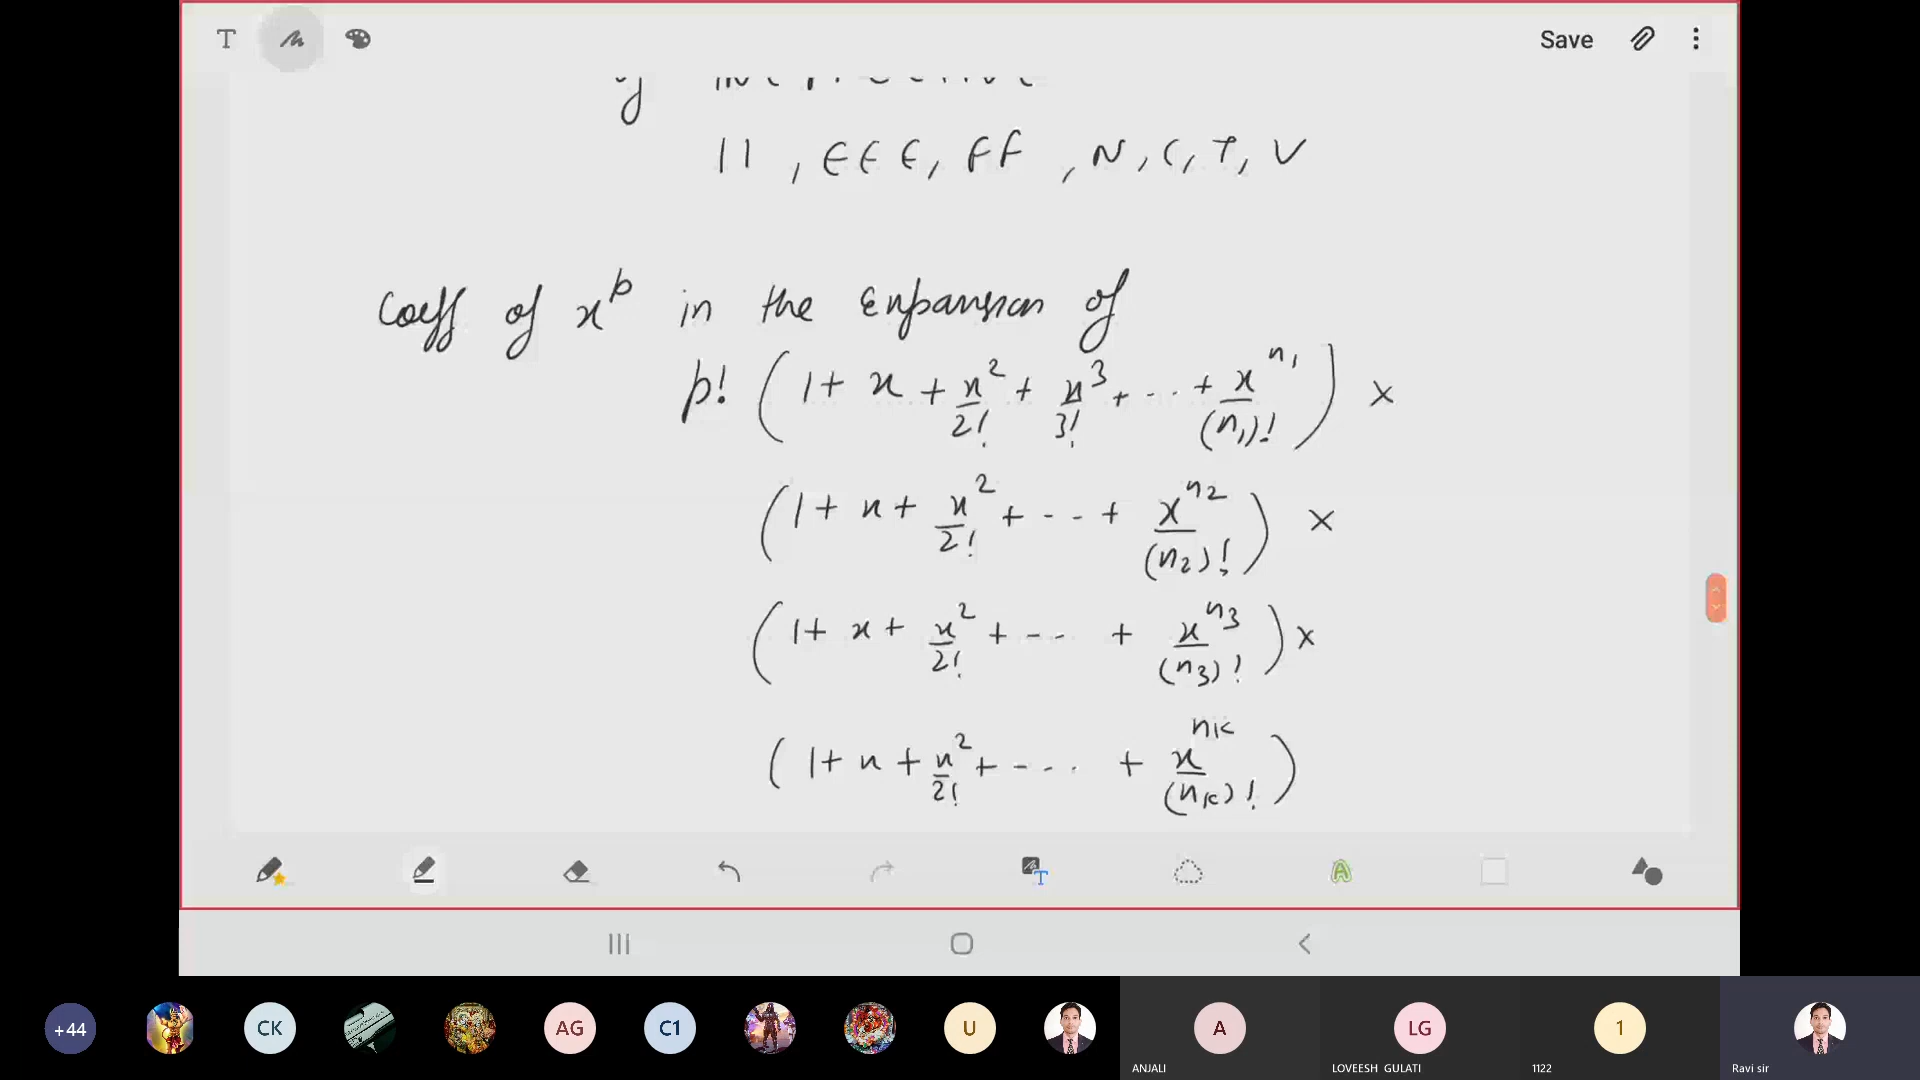 Save
11, EEE, FF, N, C, T, V
Coeff of x^p in the Expansion of
p! (1 + x + x^2/2! + x^3/3! + -- + x^n1/(n1)!) ×
(1 + x + x^2/2! + --- + x^n2/(n2)!) ×
(1 + x + x^2/2! + --- + x^n3/(n3)!) ×
(1 + x + x^2/2! + ---- + x^nk/(nk)!)
+44
CK
AG
C1
U
A
LG
1
ANJALI
LOVEESH GULATI
1122
Ravi sir